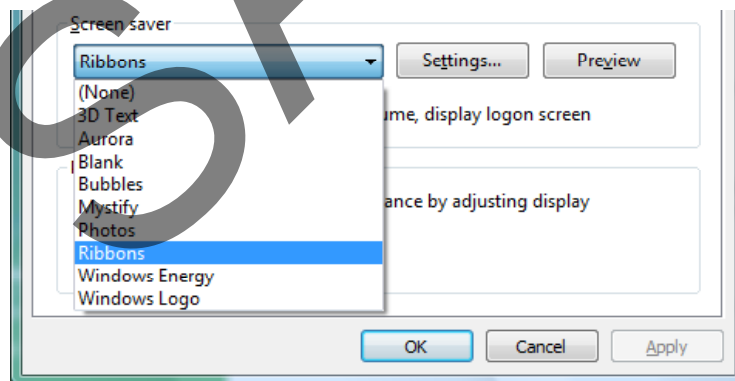 Screen saver
Ribbons Settings... Preview
(None)
3D Text ume, display logon screen
Aurora
Blank
Bubbles
Mystify ance by adjusting display
Photos
Ribbons
Windows Energy
Windows Logo
OK Cancel Apply